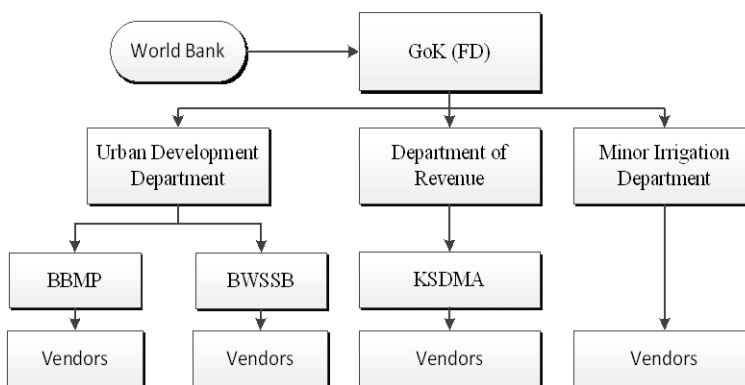 World Bank
GoK (FD)
Urban Development
Department
Department of
Revenue
Minor Irrigation
Department
BBMP
BWSSB
KSDMA
Vendors
Vendors
Vendors
Vendors